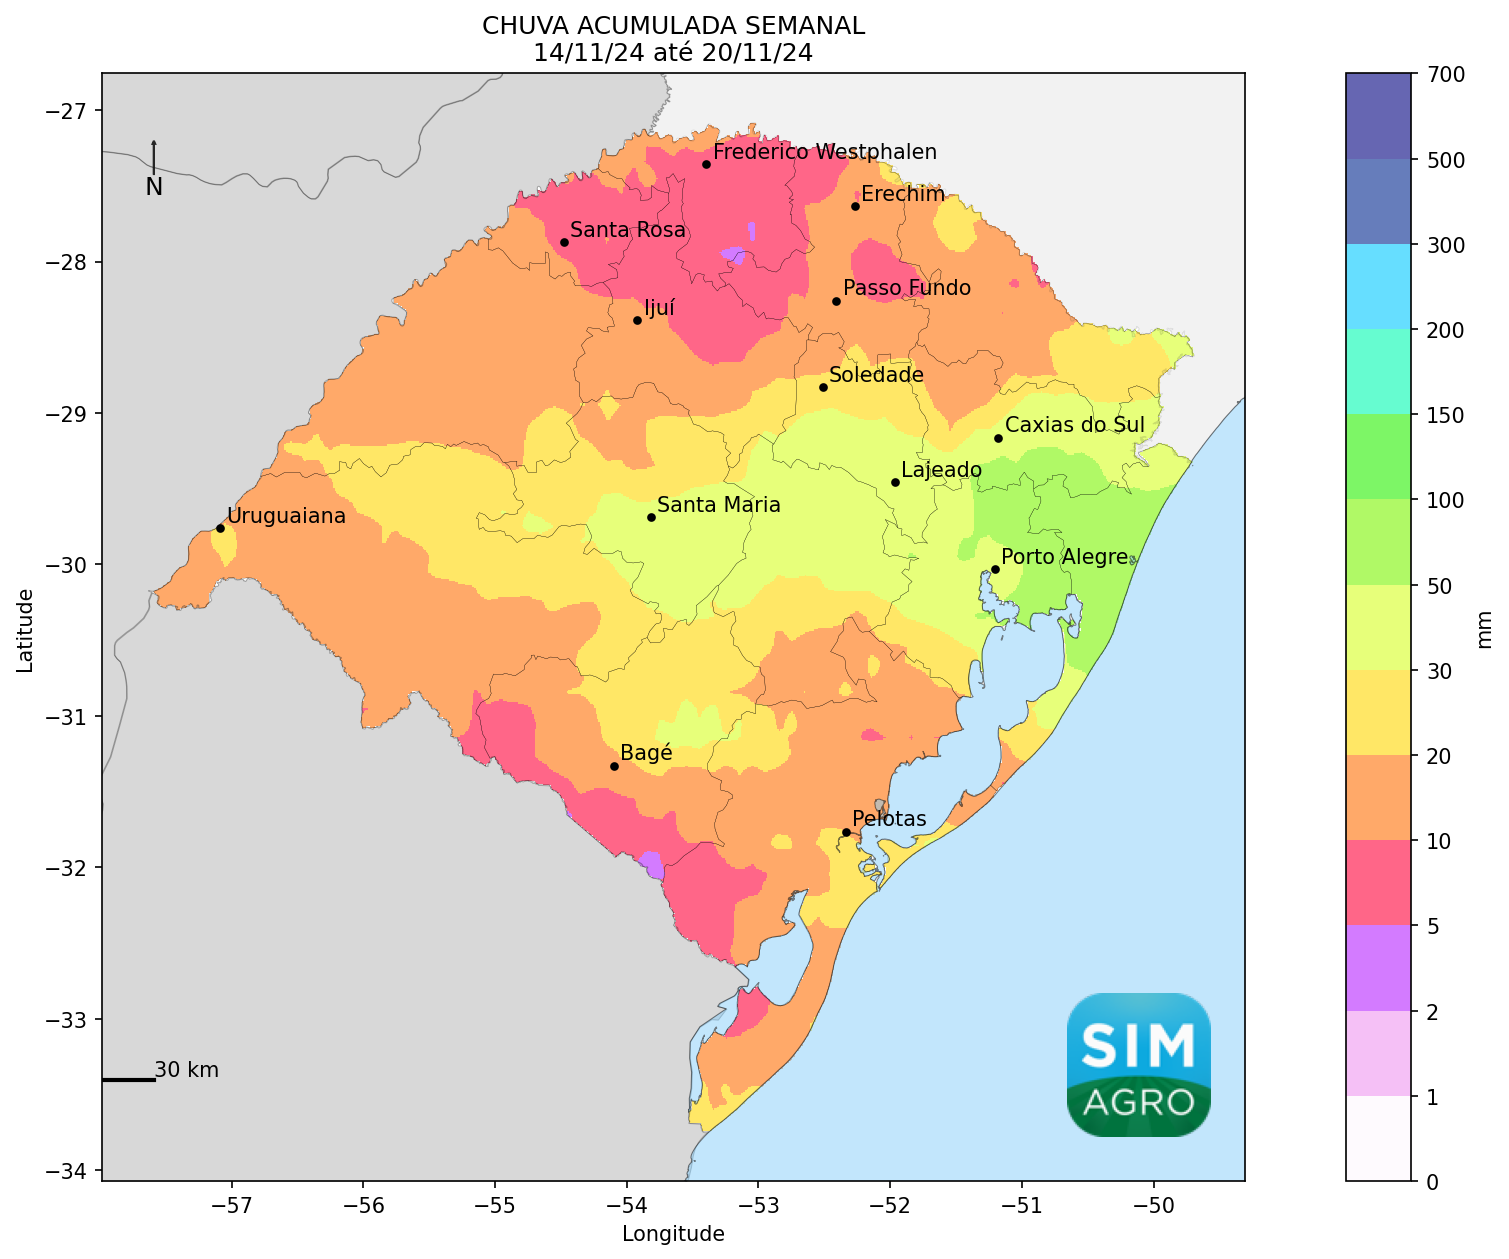 CHUVA ACUMULADA SEMANAL
14/11/24 até 20/11/24
−27
−28
−29
−30
−31
−32
−33
−34
Latitude
N
Frederico Westphalen
Erechim
Santa Rosa
Passo Fundo
Ijuí
Soledade
Caxias do Sul
Lajeado
Santa Maria
Uruguaiana
Porto Alegre
Bagé
Pelotas
30 km
SIM
AGRO
−57
−56
−55
−54
−53
−52
−51
−50
Longitude
700
500
300
200
150
100
50
30
20
10
5
2
1
0
mm